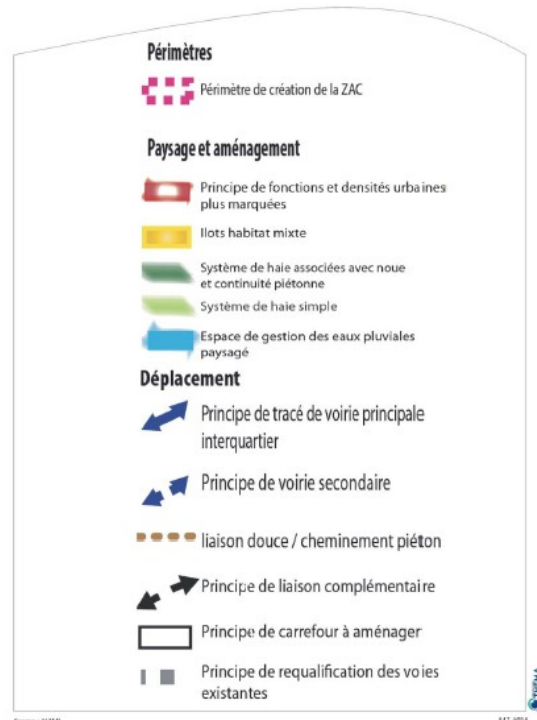 Périmètres
Périmètre de création de la ZAC
Paysage et aménagement
Principe de fonctions et densités urbaines
plus marquées
Ilots habitat mixte
Système de haie associées avec noue
et continuité piétonne
Système de haie simple
Espace de gestion des eaux pluviales
paysagé
Déplacement
Principe de tracé de voirie principale
interquartier
Principe de voirie secondaire
liaison douce / cheminement piéton
Principe de liaison complémentaire
Principe de carrefour à aménager
Principe de requalification des voies
existantes
THEMA